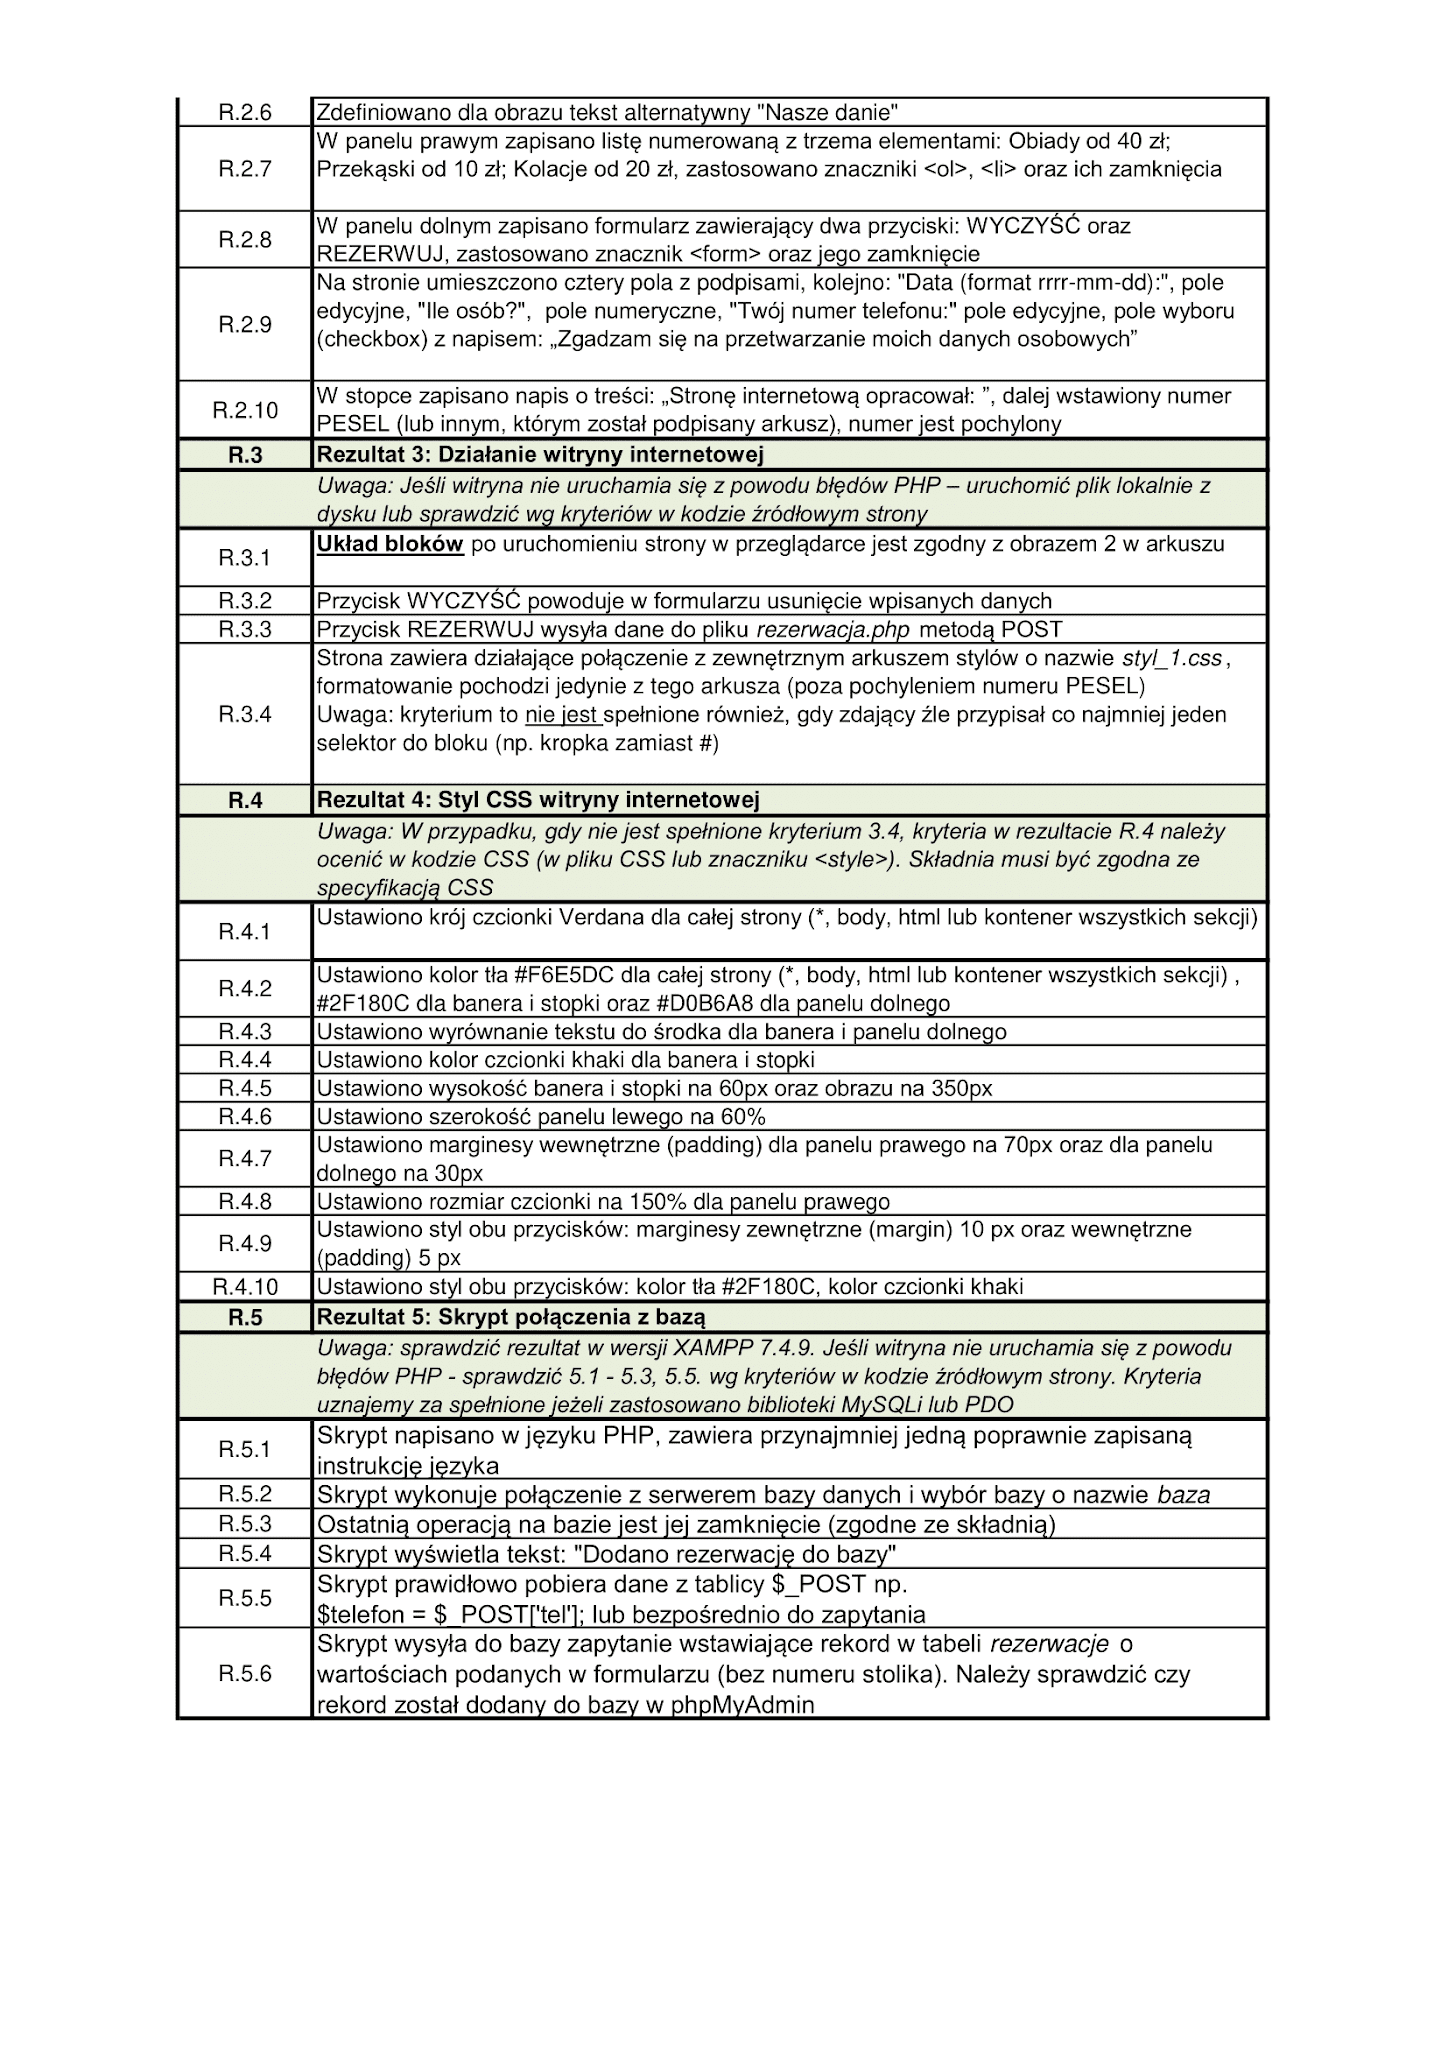 R.2.6 Zdefiniowano dla obrazu tekst alternatywny "Nasze danie"
R.2.7 W panelu prawym zapisano listę numerowaną z trzema elementami: Obiady od 40 zł;
Przekąski od 10 zł; Kolacje od 20 zł, zastosowano znaczniki <ol>, <li> oraz ich zamknięcia
R.2.8 W panelu dolnym zapisano formularz zawierający dwa przyciski: WYCZYŚĆ oraz
REZERWUJ, zastosowano znacznik <form> oraz jego zamknięcie
R.2.9 Na stronie umieszczono cztery pola z podpisami, kolejno: "Data (format rrrr-mm-dd):", pole
edycyjne, "Ile osób?", pole numeryczne, "Twój numer telefonu:" pole edycyjne, pole wyboru
(checkbox) z napisem: „Zgadzam się na przetwarzanie moich danych osobowych”
R.2.10 W stopce zapisano napis o treści: „Stronę internetową opracował: ”, dalej wstawiony numer
PESEL (lub innym, którym został podpisany arkusz), numer jest pochylony
R.3 Rezultat 3: Działanie witryny internetowej
Uwaga: Jeśli witryna nie uruchamia się z powodu błędów PHP – uruchomić plik lokalnie z
dysku lub sprawdzić wg kryteriów w kodzie źródłowym strony
R.3.1 Układ bloków po uruchomieniu strony w przeglądarce jest zgodny z obrazem 2 w arkuszu
R.3.2 Przycisk WYCZYŚĆ powoduje w formularzu usunięcie wpisanych danych
R.3.3 Przycisk REZERWUJ wysyła dane do pliku rezerwacja.php metodą POST
R.3.4 Strona zawiera działające połączenie z zewnętrznym arkuszem stylów o nazwie styl_1.css,
formatowanie pochodzi jedynie z tego arkusza (poza pochyleniem numeru PESEL)
Uwaga: kryterium to nie jest spełnione również, gdy zdający źle przypisał co najmniej jeden
selektor do bloku (np. kropka zamiast #)
R.4 Rezultat 4: Styl CSS witryny internetowej
Uwaga: W przypadku, gdy nie jest spełnione kryterium 3.4, kryteria w rezultacie R.4 należy
ocenić w kodzie CSS (w pliku CSS lub znaczniku <style>). Składnia musi być zgodna ze
specyfikacją CSS
R.4.1 Ustawiono krój czcionki Verdana dla całej strony (*, body, html lub kontener wszystkich sekcji)
R.4.2 Ustawiono kolor tła #F6E5DC dla całej strony (*, body, html lub kontener wszystkich sekcji) ,
#2F180C dla banera i stopki oraz #D0B6A8 dla panelu dolnego
R.4.3 Ustawiono wyrównanie tekstu do środka dla banera i panelu dolnego
R.4.4 Ustawiono kolor czcionki khaki dla banera i stopki
R.4.5 Ustawiono wysokość banera i stopki na 60px oraz obrazu na 350px
R.4.6 Ustawiono szerokość panelu lewego na 60%
R.4.7 Ustawiono marginesy wewnętrzne (padding) dla panelu prawego na 70px oraz dla panelu
dolnego na 30px
R.4.8 Ustawiono rozmiar czcionki na 150% dla panelu prawego
R.4.9 Ustawiono styl obu przycisków: marginesy zewnętrzne (margin) 10 px oraz wewnętrzne
(padding) 5 px
R.4.10 Ustawiono styl obu przycisków: kolor tła #2F180C, kolor czcionki khaki
R.5 Rezultat 5: Skrypt połączenia z bazą
Uwaga: sprawdzić rezultat w wersji XAMPP 7.4.9. Jeśli witryna nie uruchamia się z powodu
błędów PHP - sprawdzić 5.1 - 5.3, 5.5. wg kryteriów w kodzie źródłowym strony. Kryteria
uznajemy za spełnione jeżeli zastosowano biblioteki MySQLi lub PDO
R.5.1 Skrypt napisano w języku PHP, zawiera przynajmniej jedną poprawnie zapisaną
instrukcję języka
R.5.2 Skrypt wykonuje połączenie z serwerem bazy danych i wybór bazy o nazwie baza
R.5.3 Ostatnią operacją na bazie jest jej zamknięcie (zgodne ze składnią)
R.5.4 Skrypt wyświetla tekst: "Dodano rezerwację do bazy"
R.5.5 Skrypt prawidłowo pobiera dane z tablicy $_POST np.
$telefon = $_POST['tel']; lub bezpośrednio do zapytania
R.5.6 Skrypt wysyła do bazy zapytanie wstawiające rekord w tabeli rezerwacje o
wartościach podanych w formularzu (bez numeru stolika). Należy sprawdzić czy
rekord został dodany do bazy w phpMyAdmin